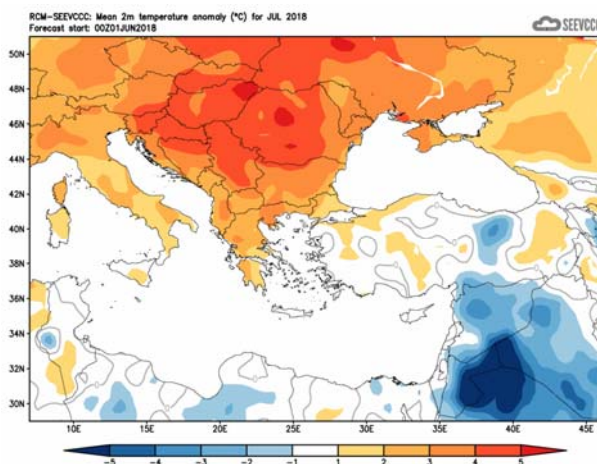 RCM-SEEVCCC: Mean 2m temperature anomaly (°C) for JUL 2018
Forecast start: 00Z01JUN2018
SEEVCCC
50N
48N
46N
44N
42N
40N
38N
36N
34N
32N
30N
10E 15E 20E 25E 30E 35E 40E 45E
-5 -4 -3 -2 -1 1 2 3 4 5